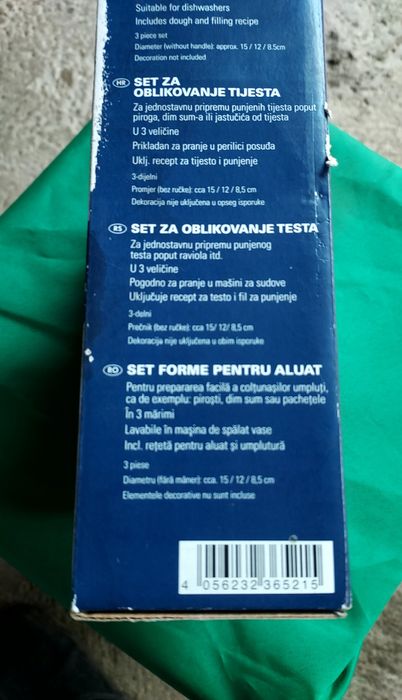 Suitable for dishwashers
Includes dough and filling recipe
3 piece set
Diameter (without handle): approx. 15 / 12 / 8.5cm
Decoration not included
HR SET ZA
OBLIKOVANJE TIJESTA
Za jednostavnu pripremu punjenih tijesta poput
piroga, dim sum-a ili jastučića od tijesta
U 3 veličine
Prikladan za pranje u perilici posuđa
Uklj. recept za tijesto i punjenje
3-dijelni
Promjer (bez ručke): cca 15 / 12 / 8,5 cm
Dekoracija nije uključena u opseg isporuke
RS SET ZA OBLIKOVANJE TESTA
Za jednostavnu pripremu punjenog
testa poput raviola itd.
U 3 veličine
Pogodno za pranje u mašini za sudove
Uključuje recept za testo i fil za punjenje
3-delni
Prečnik (bez ručke): cca 15/ 12/ 8,5 cm
Dekoracija nije uključena u obim isporuke
RO SET FORME PENTRU ALUAT
Pentru prepararea facilă a colțunașilor umpluți,
ca de exemplu: piroști, dim sum sau pachețele
În 3 mărimi
Lavabile în mașina de spălat vase
Incl. rețetă pentru aluat și umplutură
3 piese
Diametru (fără mâner): cca. 15 / 12 / 8,5 cm
Elementele decorative nu sunt incluse
4 056232 365215